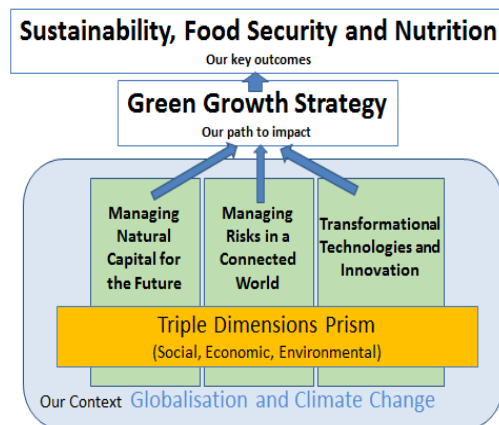 Sustainability, Food Security and Nutrition
Our key outcomes
Green Growth Strategy
Our path to impact
Managing
Natural
Capital for
the Future
Managing
Risks in a
Connected
World
Transformational
Technologies and
Innovation
Triple Dimensions Prism
(Social, Economic, Environmental)
Our Context Globalisation and Climate Change